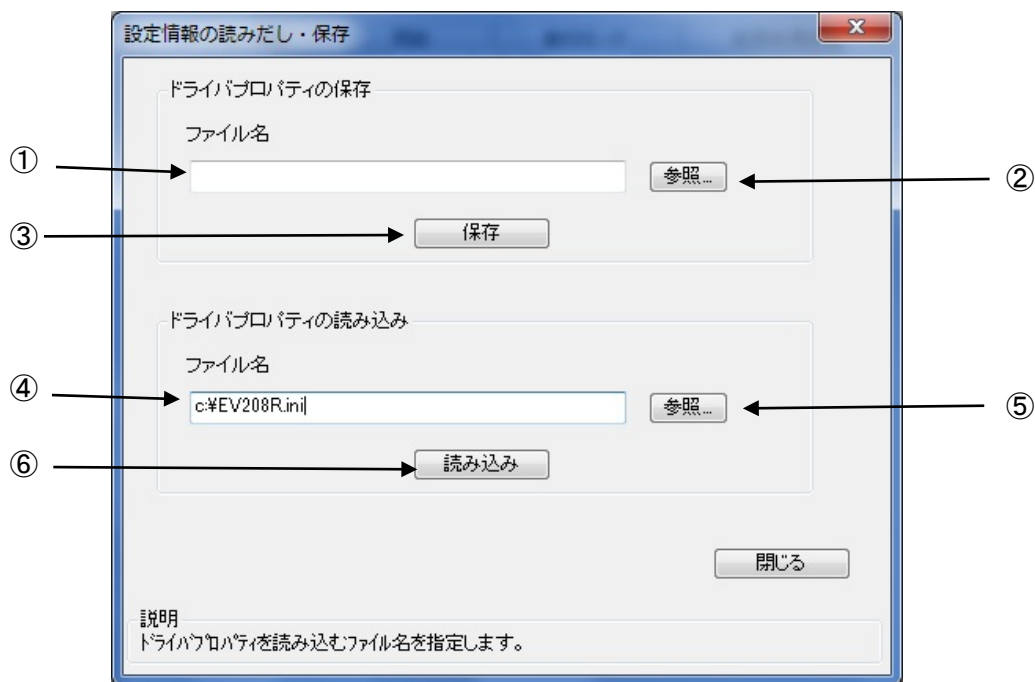 設定情報の読みだし・保存
ドライバプロパティの保存
ファイル名
①
参照...
②
③
保存
ドライバプロパティの読み込み
ファイル名
④
c:¥EV208R.ini
参照...
⑤
⑥
読み込み
閉じる
説明
ドライバプロパティを読み込むファイル名を指定します。